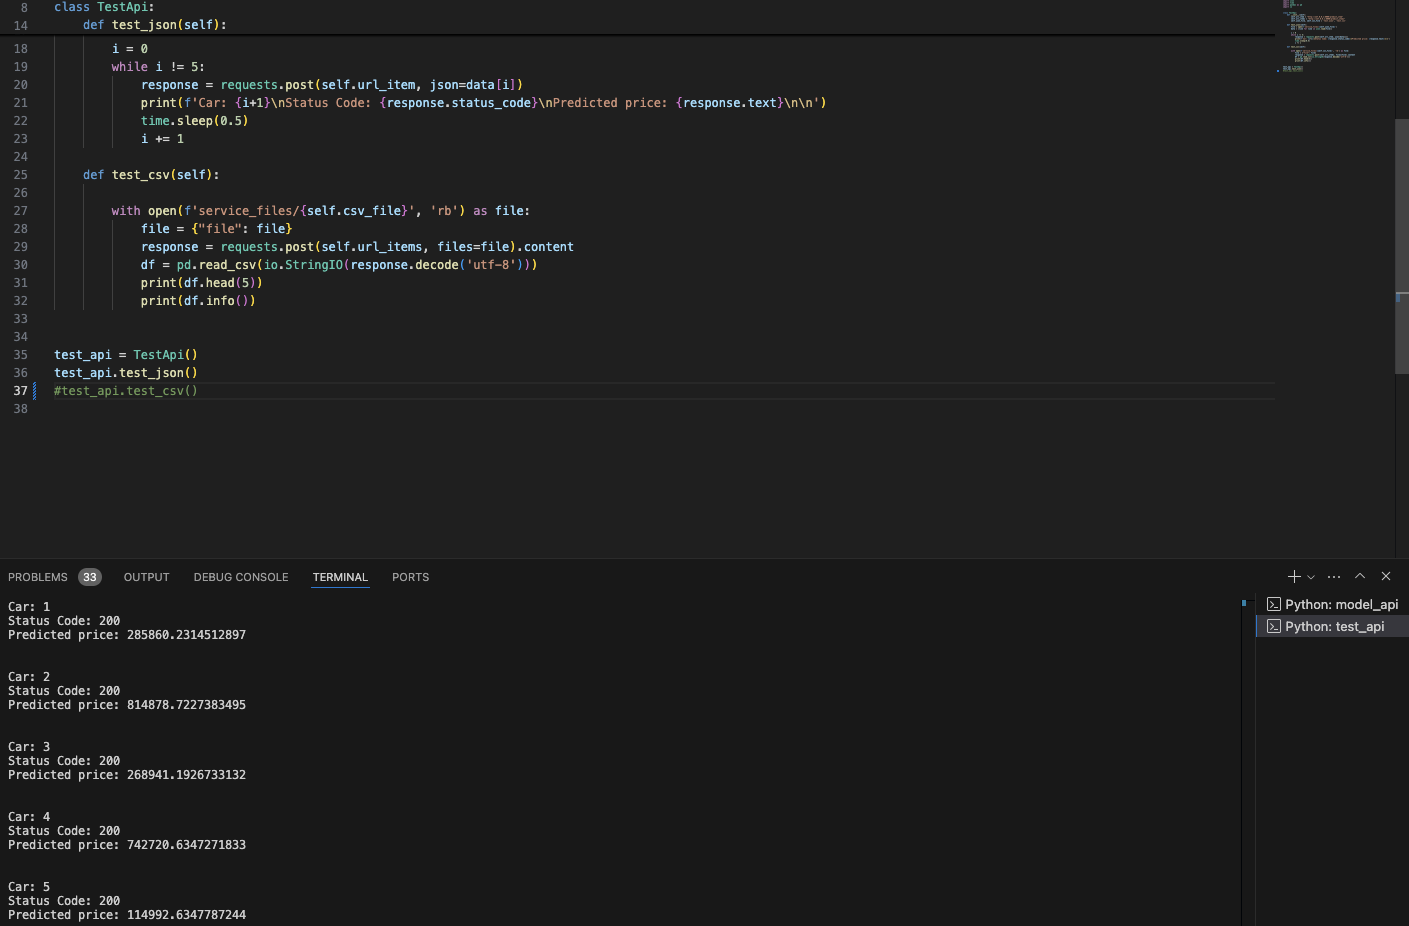 8 class TestApi:
14 def test_json(self):
18 i = 0
19 while i != 5:
20 response = requests.post(self.url_item, json=data[i])
21 print(f'Car: {i+1}\nStatus Code: {response.status_code}\nPredicted price: {response.text}\n\n')
22 time.sleep(0.5)
23 i += 1
24
25 def test_csv(self):
26
27 with open(f'service_files/{self.csv_file}', 'rb') as file:
28 file = {"file": file}
29 response = requests.post(self.url_items, files=file).content
30 df = pd.read_csv(io.StringIO(response.decode('utf-8')))
31 print(df.head(5))
32 print(df.info())
33
34
35 test_api = TestApi()
36 test_api.test_json()
37 #test_api.test_csv()
38
PROBLEMS 33 OUTPUT DEBUG CONSOLE TERMINAL PORTS
Car: 1
Status Code: 200
Predicted price: 285860.2314512897
Car: 2
Status Code: 200
Predicted price: 814878.7227383495
Car: 3
Status Code: 200
Predicted price: 268941.1926733132
Car: 4
Status Code: 200
Predicted price: 742720.6347271833
Car: 5
Status Code: 200
Predicted price: 114992.6347787244
Python: model_api
Python: test_api